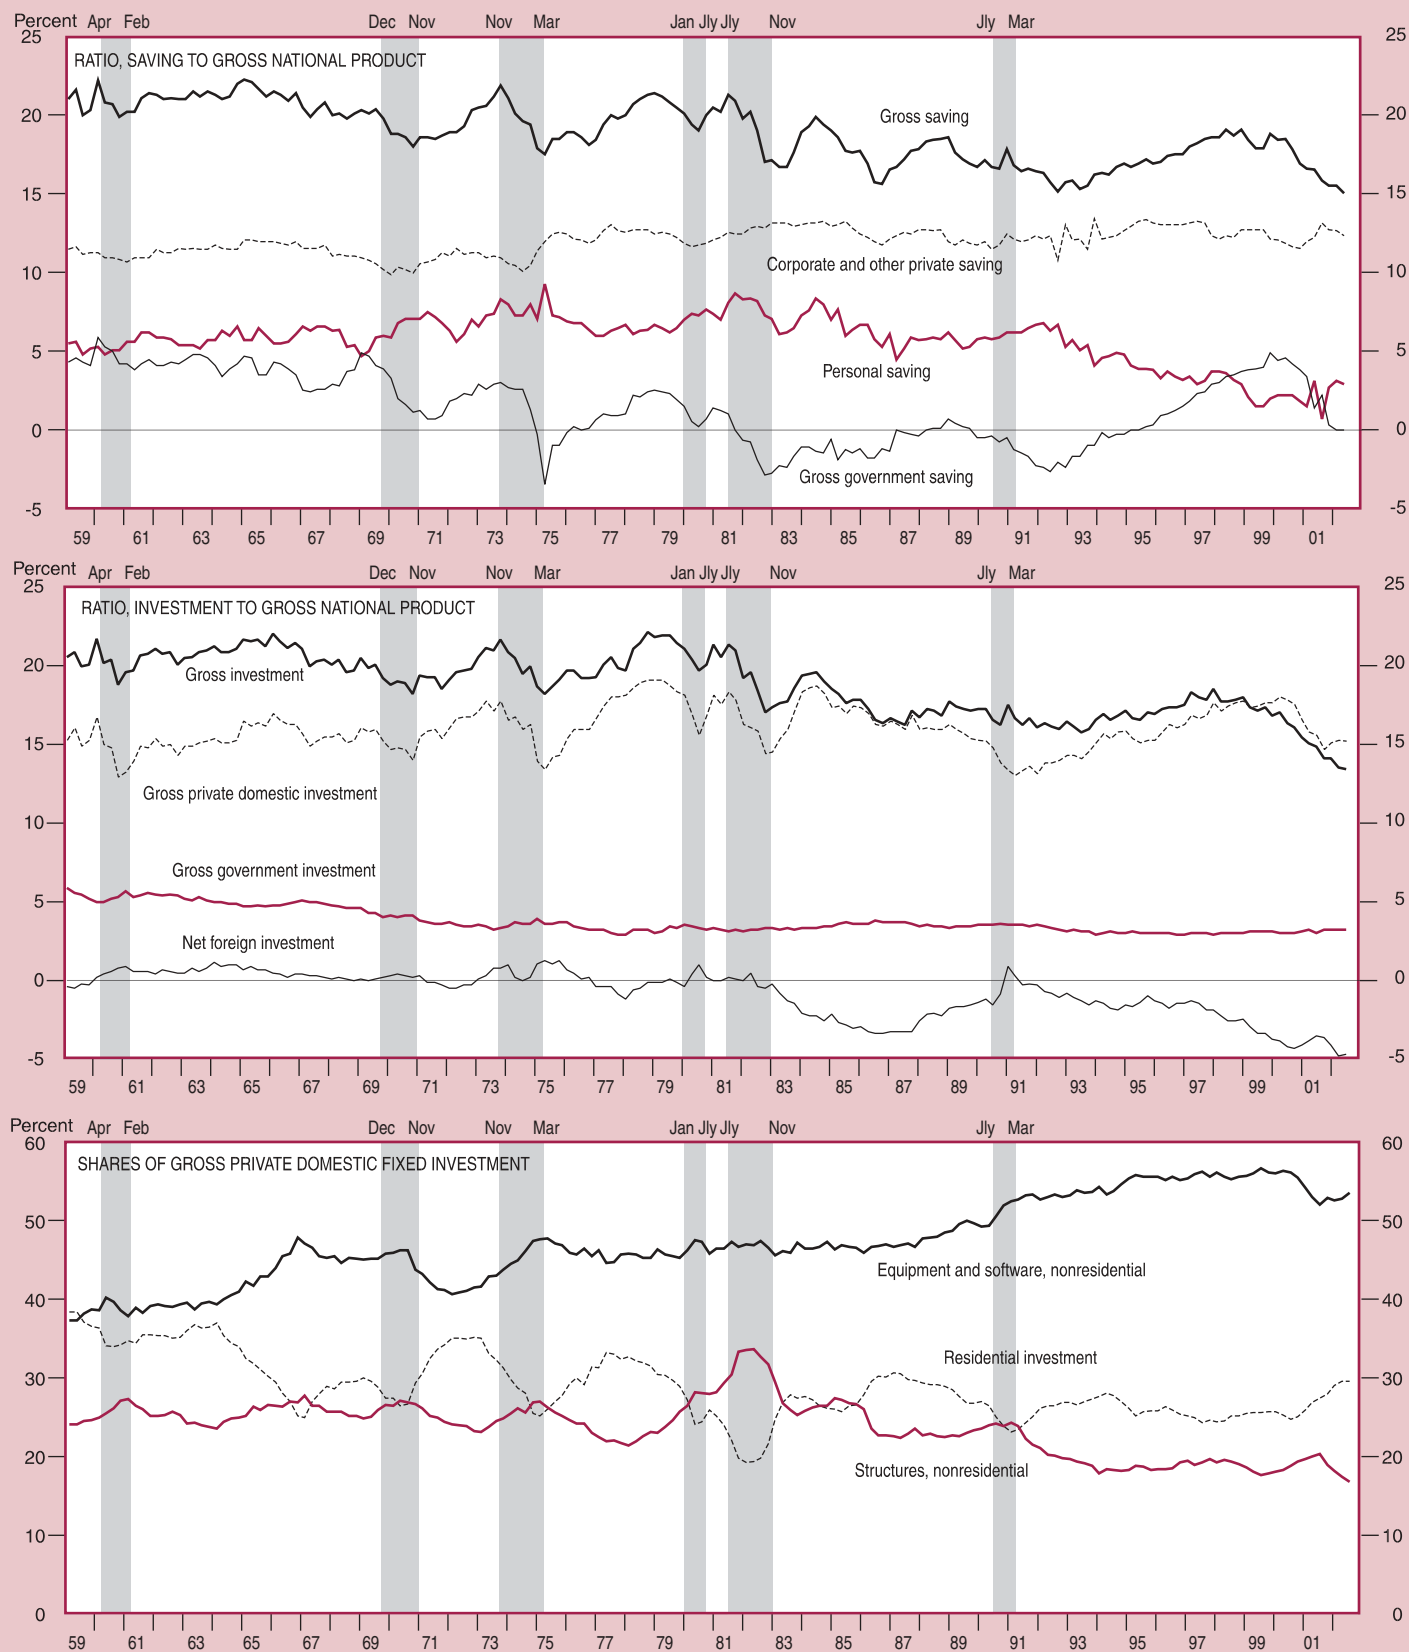 Percent Apr Feb Dec Nov Nov Mar Jan Jly Jly Nov Jly Mar
25 25
RATIO, SAVING TO GROSS NATIONAL PRODUCT
20 Gross saving 20
15 15
Corporate and other private saving
10 10
5 5
Personal saving
0 0
Gross government saving
-5 -5
59 61 63 65 67 69 71 73 75 77 79 81 83 85 87 89 91 93 95 97 99 01
Percent Apr Feb Dec Nov Nov Mar Jan Jly Jly Nov Jly Mar
25 25
RATIO, INVESTMENT TO GROSS NATIONAL PRODUCT
20 20
Gross investment
15 15
Gross private domestic investment
10 10
Gross government investment
5 5
Net foreign investment
0 0
-5 -5
59 61 63 65 67 69 71 73 75 77 79 81 83 85 87 89 91 93 95 97 99 01
Percent Apr Feb Dec Nov Nov Mar Jan Jly Jly Nov Jly Mar
60 60
SHARES OF GROSS PRIVATE DOMESTIC FIXED INVESTMENT
50 50
Equipment and software, nonresidential
40 40
Residential investment
30 30
20 20
Structures, nonresidential
10 10
0 0
59 61 63 65 67 69 71 73 75 77 79 81 83 85 87 89 91 93 95 97 99 01